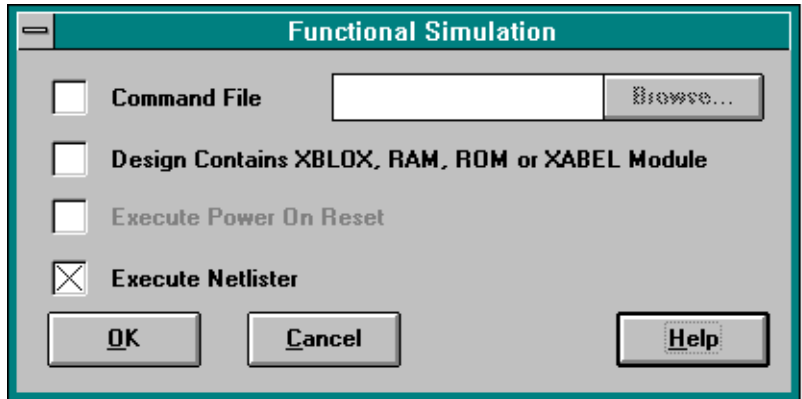 Functional Simulation
Command File Browse...
Design Contains XBLOX, RAM, ROM or XABEL Module
Execute Power On Reset
Execute Netlister
OK Cancel Help